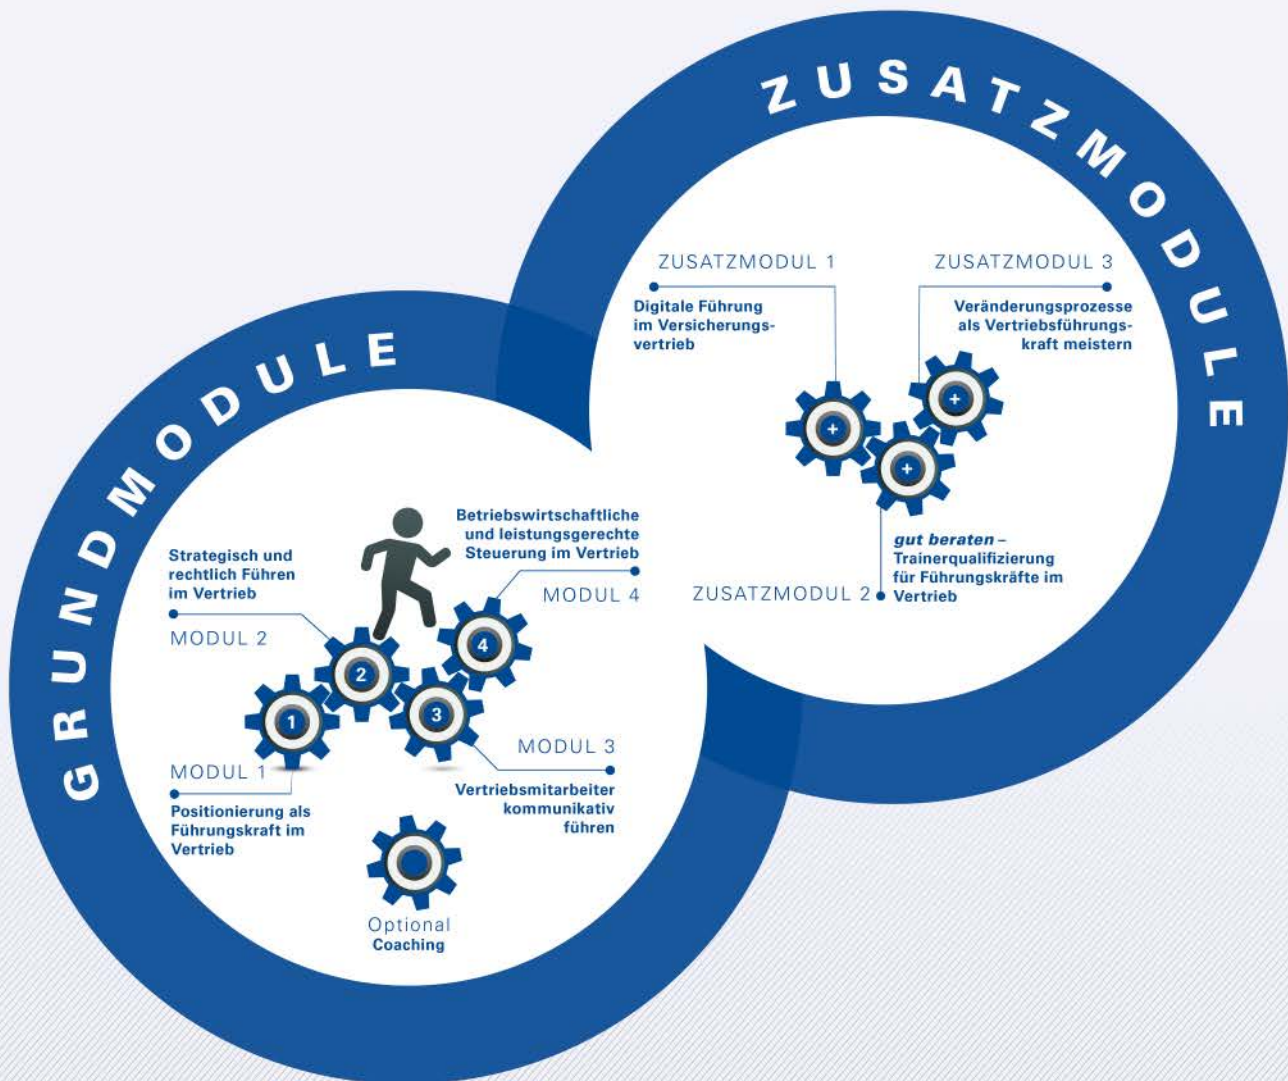 ZUSATZMODULE
ZUSATZMODUL 1
Digitale Führung
im Versicherungs-
vertrieb
ZUSATZMODUL 3
Veränderungsprozesse
als Vertriebsführungs-
kraft meistern
+
+
+
ZUSATZMODUL 2
gut beraten –
Trainerqualifizierung
für Führungskräfte im
Vertrieb
GRUNDMODULE
Strategisch und
rechtlich Führen
im Vertrieb
MODUL 2
Betriebswirtschaftliche
und leistungsgerechte
Steuerung im Vertrieb
MODUL 4
4
2
3
1
MODUL 1
Positionierung als
Führungskraft im
Vertrieb
MODUL 3
Vertriebsmitarbeiter
kommunikativ
führen
Optional
Coaching